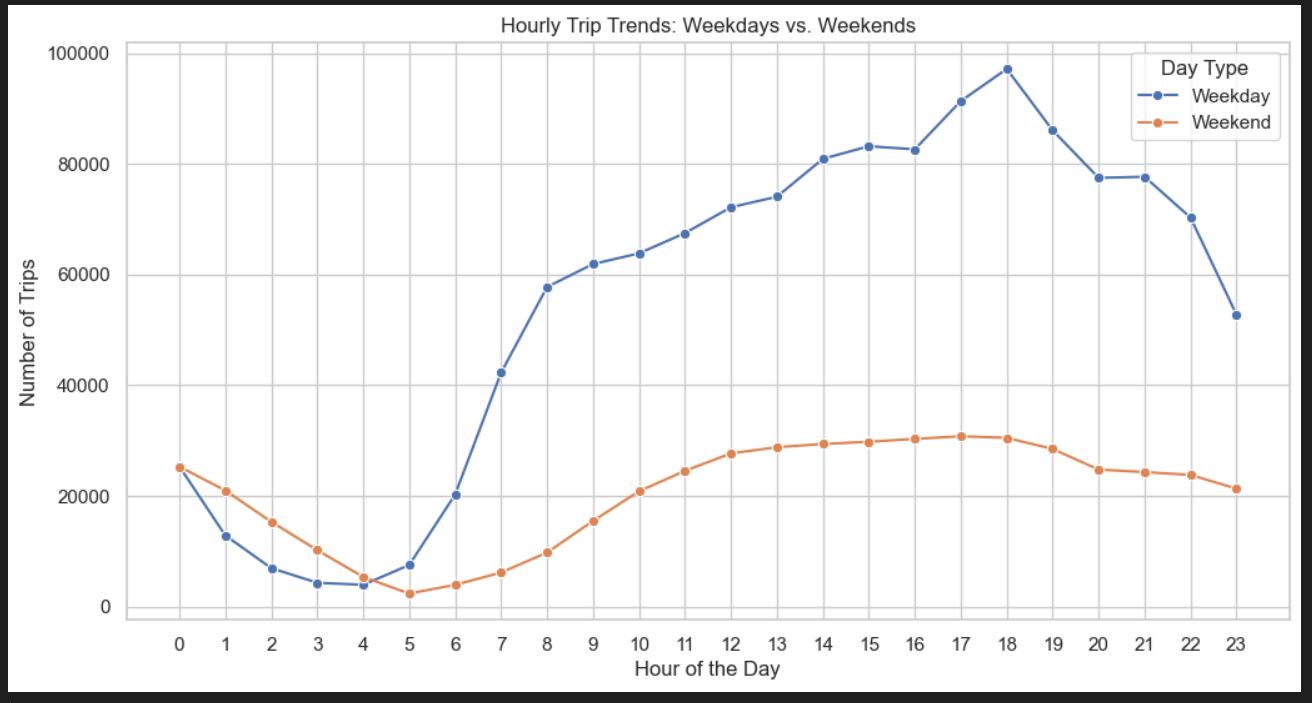 Hourly Trip Trends: Weekdays vs. Weekends
100000
80000
60000
40000
20000
0
Number of Trips
Day Type
Weekday
Weekend
0 1 2 3 4 5 6 7 8 9 10 11 12 13 14 15 16 17 18 19 20 21 22 23
Hour of the Day